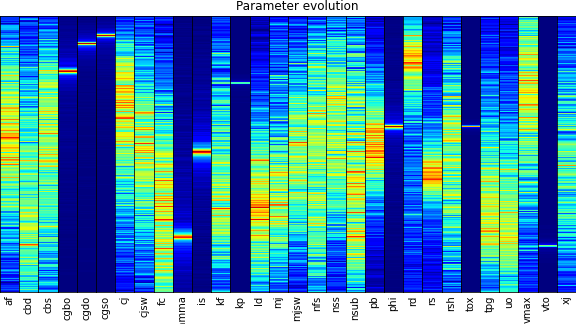 Parameter evolution
af
cbd
cbs
cgbo
cgdo
cgso
cj
cjsw
fc
is
kf
kp
ld
mj
mjsw
nfs
nss
nsub
pb
phi
rd
rs
rsh
tox
tpg
uo
vmax
vto
xj